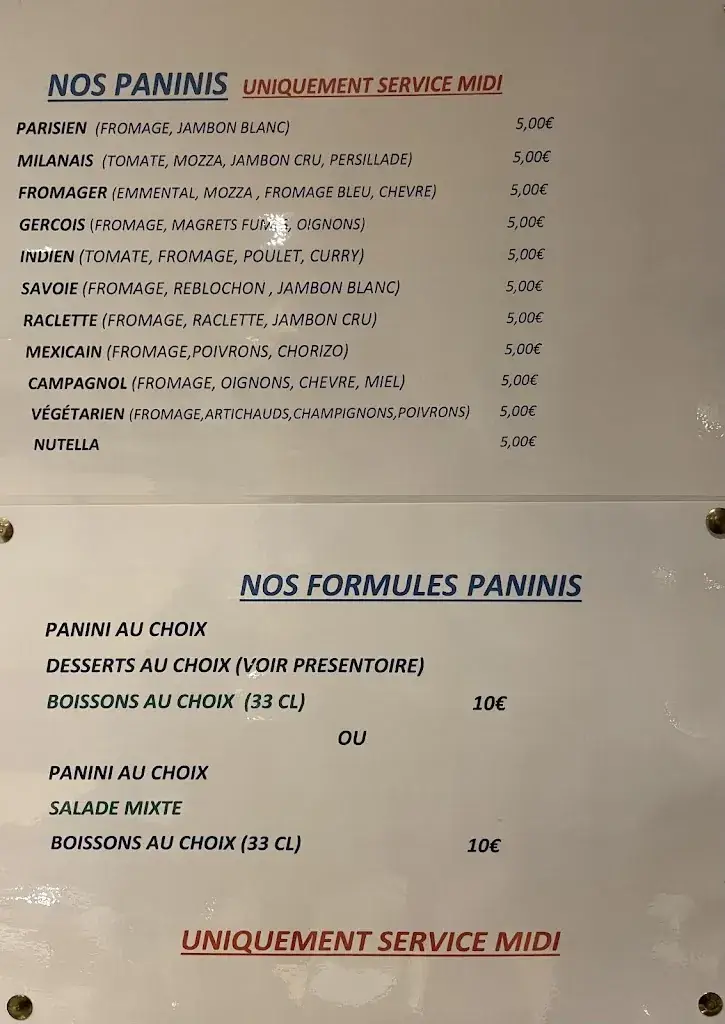 NOS PANINIS UNIQUEMENT SERVICE MIDI
PARISIEN (FROMAGE, JAMBON BLANC) 5,00€
MILANAIS (TOMATE, MOZZA, JAMBON CRU, PERSILLADE) 5,00€
FROMAGER (EMMENTAL, MOZZA , FROMAGE BLEU, CHEVRE) 5,00€
GERCOIS (FROMAGE, MAGRETS FUMÉS, OIGNONS) 5,00€
INDIEN (TOMATE, FROMAGE, POULET, CURRY) 5,00€
SAVOIE (FROMAGE, REBLOCHON , JAMBON BLANC) 5,00€
RACLETTE (FROMAGE, RACLETTE, JAMBON CRU) 5,00€
MEXICAIN (FROMAGE,POIVRONS, CHORIZO) 5,00€
CAMPAGNOL (FROMAGE, OIGNONS, CHEVRE, MIEL) 5,00€
VÉGÉTARIEN (FROMAGE,ARTICHAUDS,CHAMPIGNONS,POIVRONS) 5,00€
NUTELLA 5,00€
NOS FORMULES PANINIS
PANINI AU CHOIX
DESSERTS AU CHOIX (VOIR PRESENTOIRE)
BOISSONS AU CHOIX (33 CL) 10€
OU
PANINI AU CHOIX
SALADE MIXTE
BOISSONS AU CHOIX (33 CL) 10€
UNIQUEMENT SERVICE MIDI